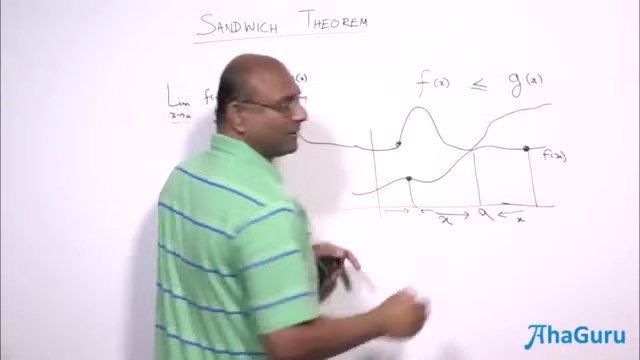 SANDWICH THEOREM
Lim
x→a
f(x) ≤ g(x)
f(x)
x a x
AhaGuru